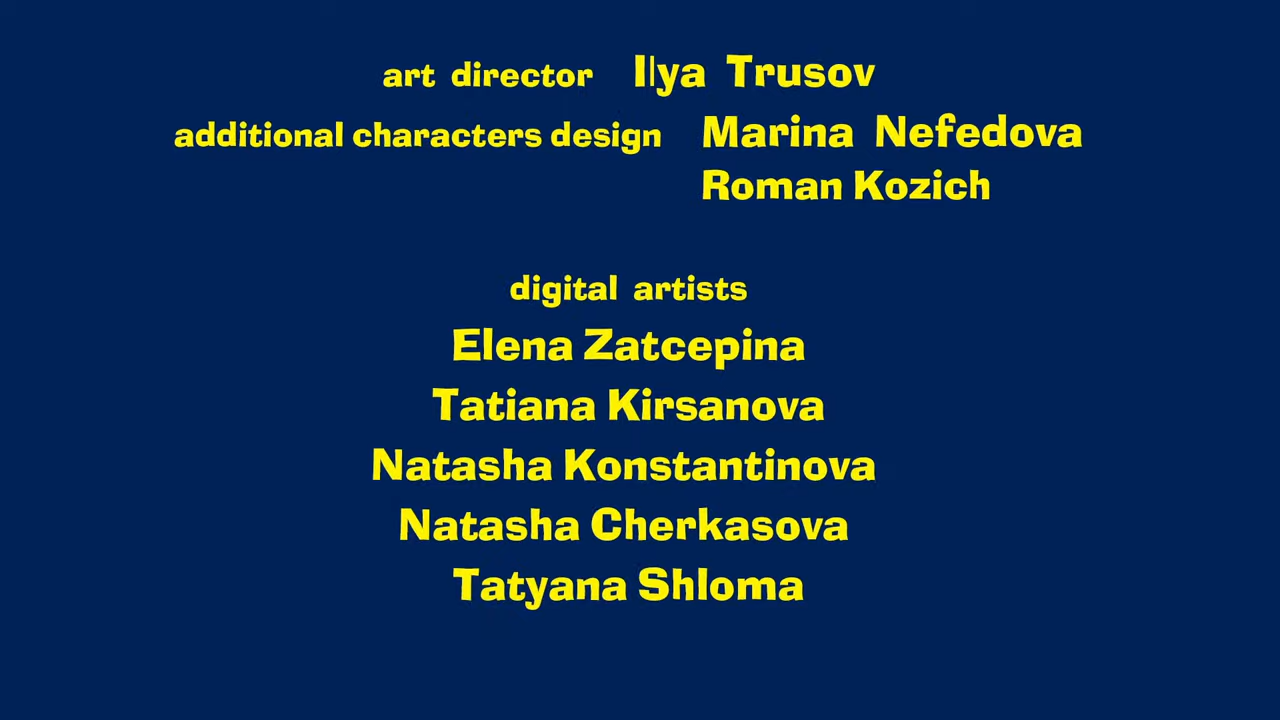 art director Ilya Trusov
additional characters design Marina Nefedova
Roman Kozich
digital artists
Elena Zatcepina
Tatiana Kirsanova
Natasha Konstantinova
Natasha Cherkasova
Tatyana Shloma